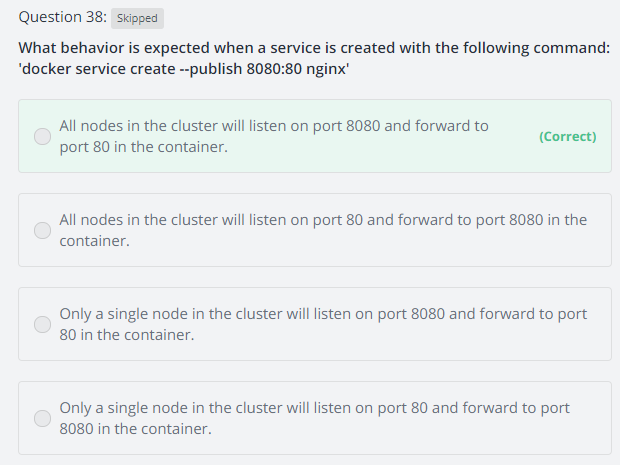 Question 38: Skipped
What behavior is expected when a service is created with the following command:
'docker service create --publish 8080:80 nginx'
All nodes in the cluster will listen on port 8080 and forward to
port 80 in the container.
(Correct)
All nodes in the cluster will listen on port 80 and forward to port 8080 in the
container.
Only a single node in the cluster will listen on port 8080 and forward to port
80 in the container.
Only a single node in the cluster will listen on port 80 and forward to port
8080 in the container.